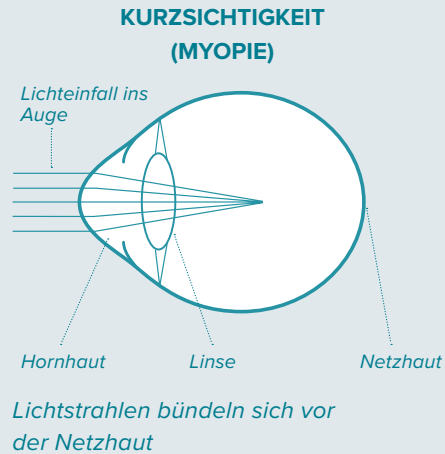 KURZSICHTIGKEIT
(MYOPIE)
Lichteinfall ins
Auge
Hornhaut
Linse
Netzhaut
Lichtstrahlen bündeln sich vor
der Netzhaut